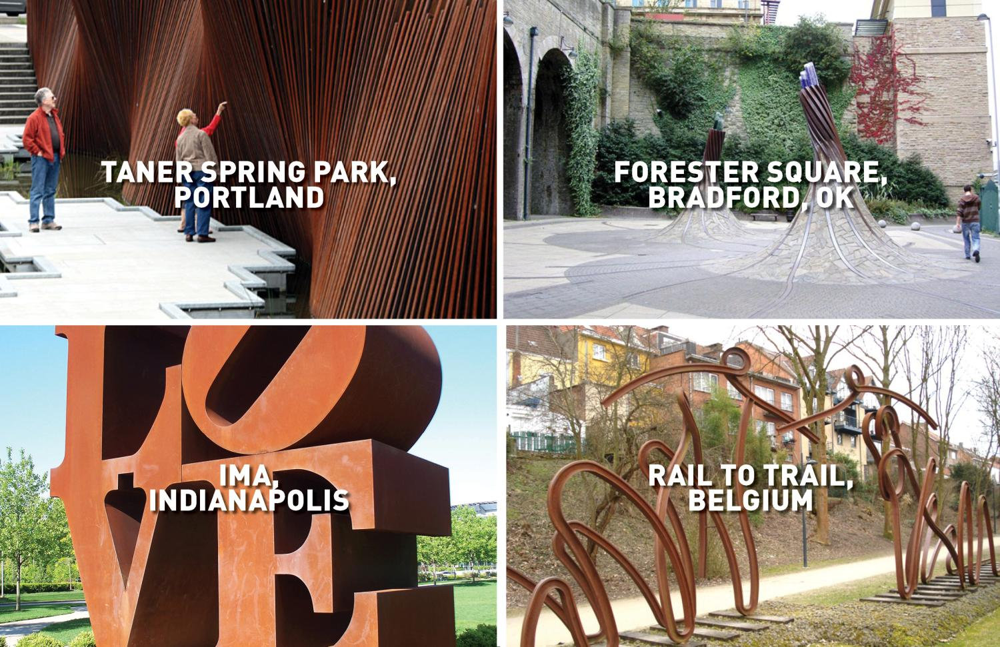 TANER SPRING PARK,
PORTLAND
FORESTER SQUARE,
BRADFORD, OK
LOVE
IMA,
INDIANAPOLIS
RAIL TO TRAIL,
BELGIUM